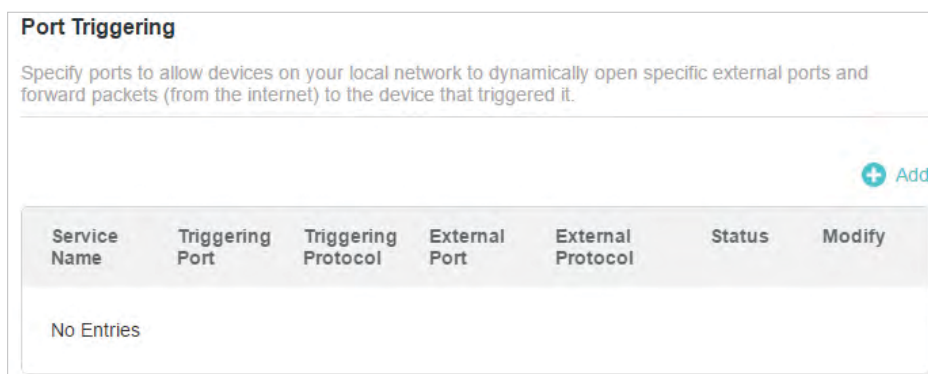 Port Triggering
Specify ports to allow devices on your local network to dynamically open specific external ports and
forward packets (from the internet) to the device that triggered it.
Add
Service Name
Triggering Port
Triggering Protocol
External Port
External Protocol
Status
Modify
No Entries